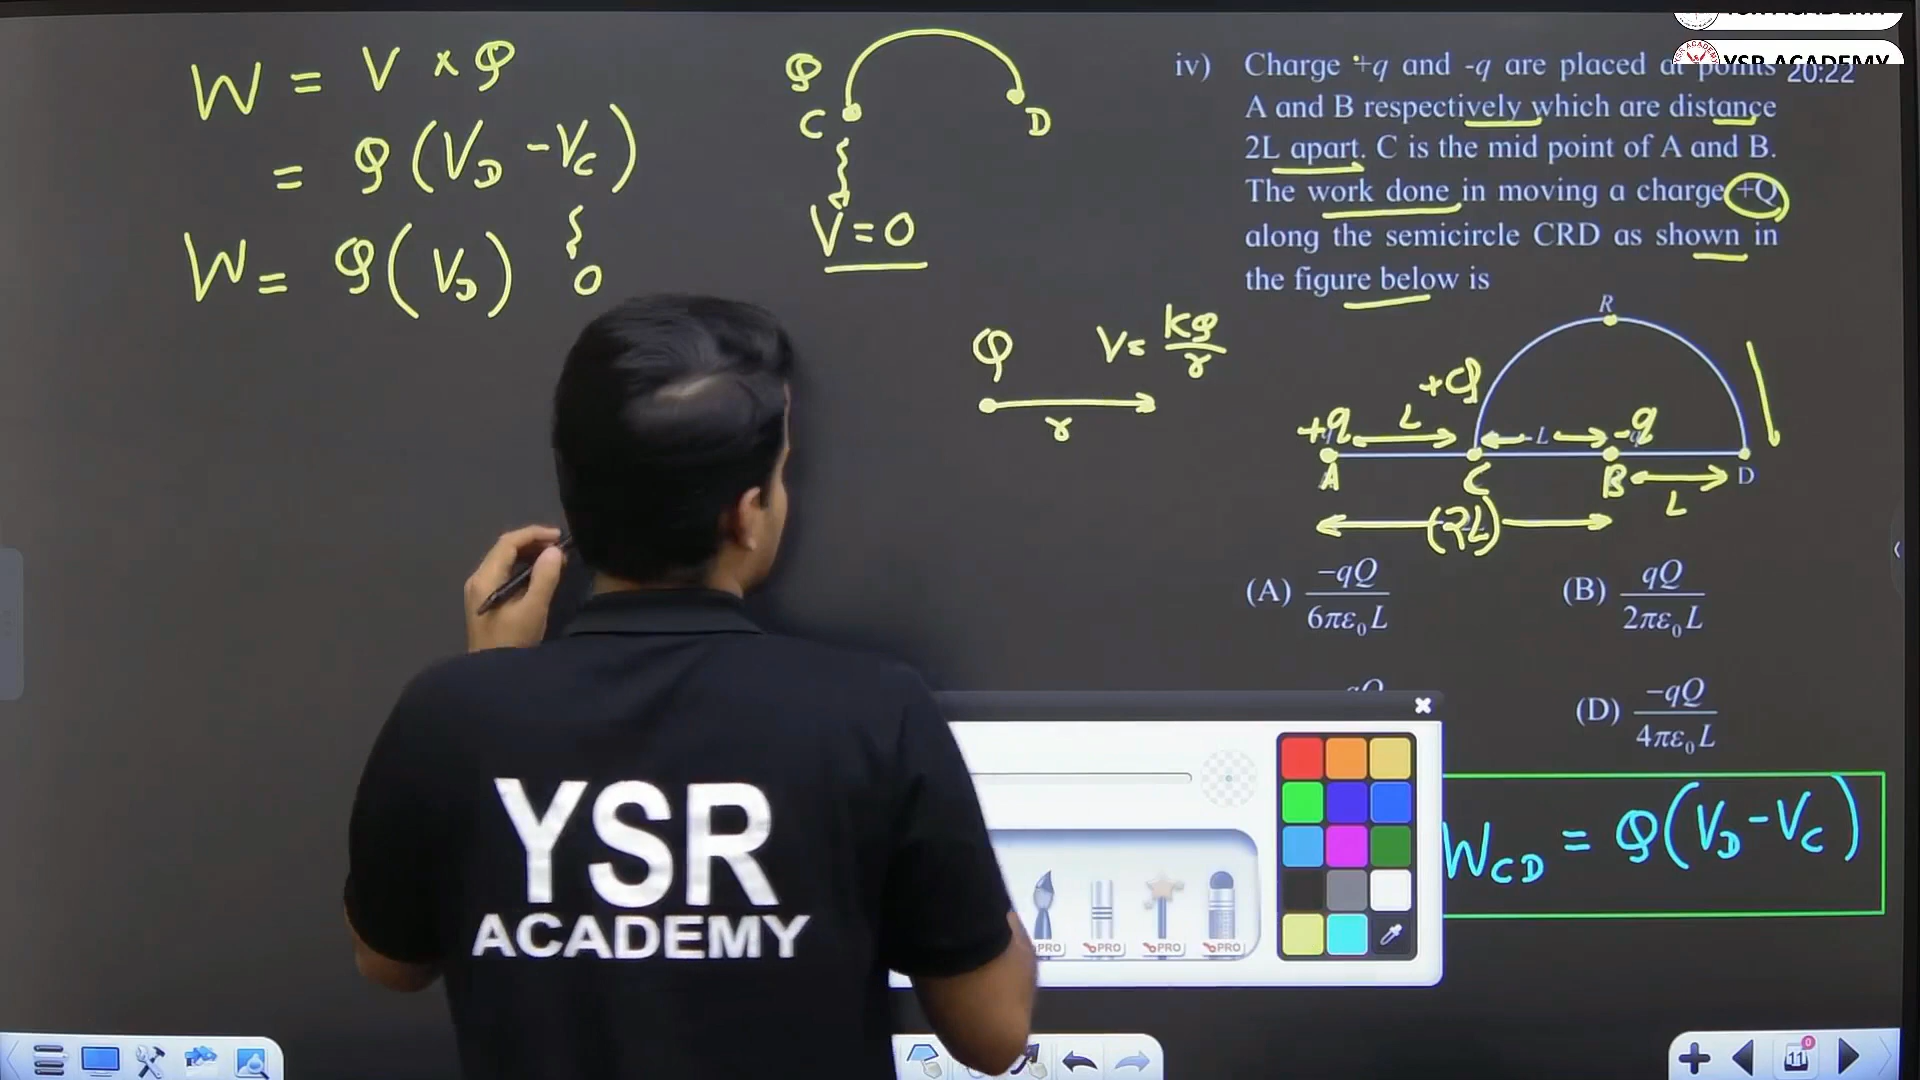 W = V × Q
= Q(V_D - V_C)
W = Q(V_D)
0
Q
C
D
V = 0
Q
V = KQ/r
r
YSR ACADEMY
20:22
iv) Charge +q and -q are placed at points
A and B respectively which are distance
2L apart. C is the mid point of A and B.
The work done in moving a charge +Q
along the semicircle CRD as shown in
the figure below is
R
+Q
+q L L -q
A C B L D
(2L)
(A) -qQ/6πε₀L (B) qQ/2πε₀L
(D) -qQ/4πε₀L
W_CD = Q(V_D - V_C)
PRO PRO PRO PRO
YSR
ACADEMY
11
0